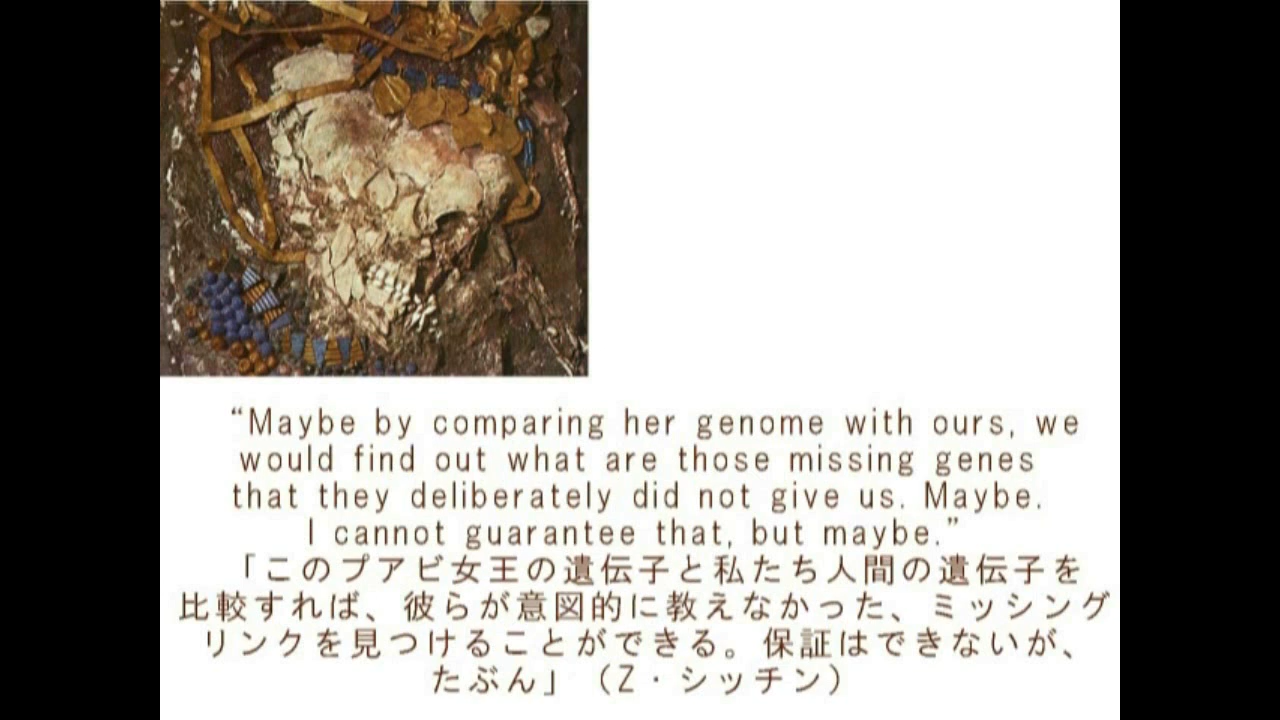 “Maybe by comparing her genome with ours, we
would find out what are those missing genes
that they deliberately did not give us. Maybe.
I cannot guarantee that, but maybe.”
「このプアビ女王の遺伝子と私たち人間の遺伝子を
比較すれば、彼らが意図的に教えなかった、ミッシング
リンクを見つけることができる。保証はできないが、
たぶん」（Z・シッチン）